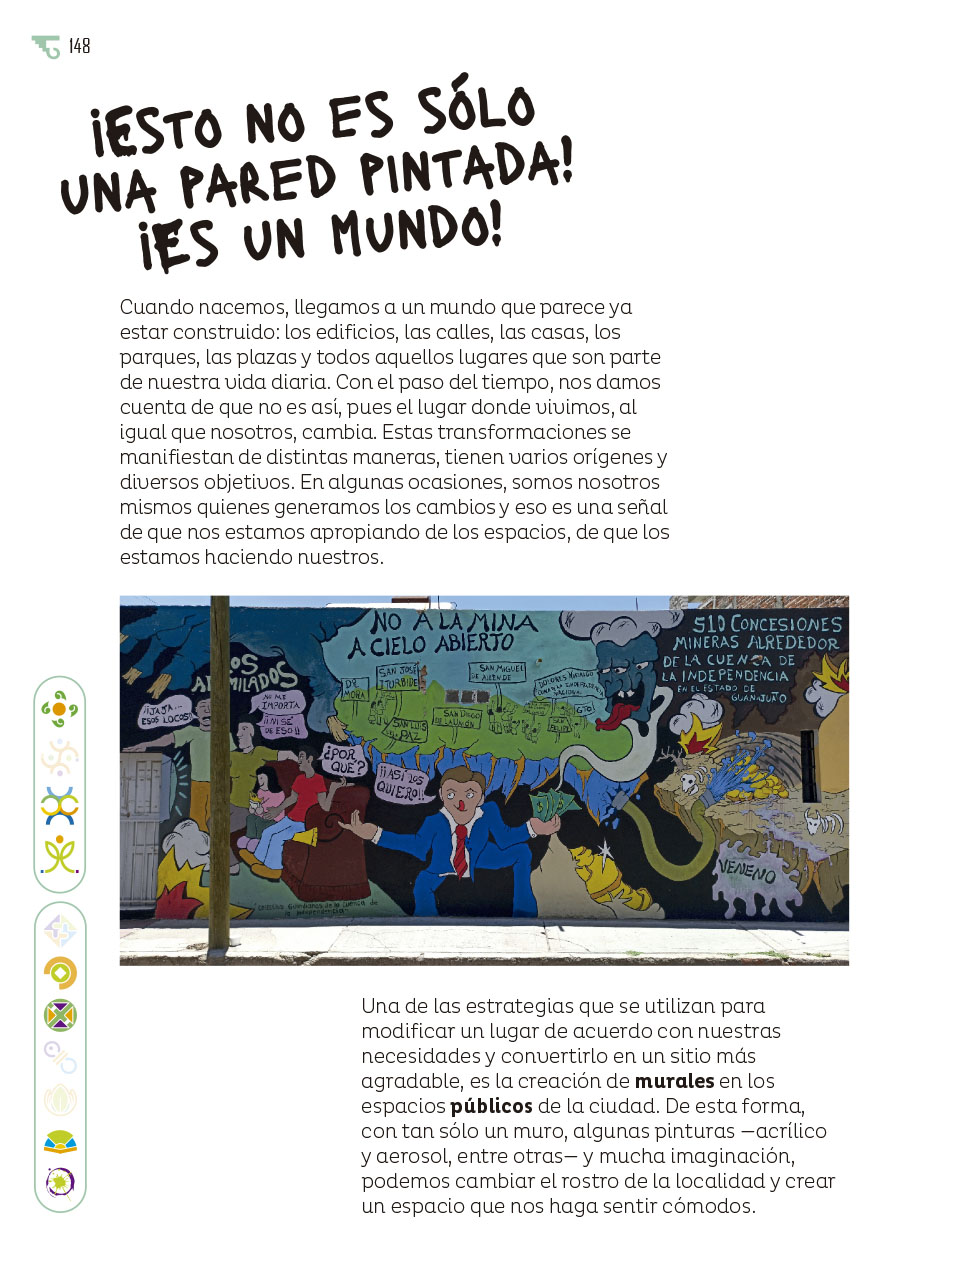 148
¡ESTO NO ES SÓLO
UNA PARED PINTADA!
¡ES UN MUNDO!
Cuando nacemos, llegamos a un mundo que parece ya
estar construido: los edificios, las calles, las casas, los
parques, las plazas y todos aquellos lugares que son parte
de nuestra vida diaria. Con el paso del tiempo, nos damos
cuenta de que no es así, pues el lugar donde vivimos, al
igual que nosotros, cambia. Estas transformaciones se
manifiestan de distintas maneras, tienen varios orígenes y
diversos objetivos. En algunas ocasiones, somos nosotros
mismos quienes generamos los cambios y eso es una señal
de que nos estamos apropiando de los espacios, de que los
estamos haciendo nuestros.
NO A LA MINA
A CIELO ABIERTO
510 CONCESIONES
MINERAS ALREDEDOR
DE LA CUENCA DE
LA INDEPENDENCIA
EN EL ESTADO DE
GUANAJUATO
¡¡JAJA...
ESOS LOCOS!!
NO ME
IMPORTA
¡¡NI SÉ
DE ESO!!
DR.
MORA
SAN JOSÉ
ITURBIDE
SAN MIGUEL
DE ALLENDE
DOLORES HIDALGO
NACIONAL
GTO
SAN LUIS
DE LA PAZ
SAN DIEGO
DE LA UNIÓN
SAN
FELIPE
¿POR
QUÉ?
¡¡ASÍ LOS
QUIERO!!
VENENO
de la Cuenca de
la Independencia
Una de las estrategias que se utilizan para
modificar un lugar de acuerdo con nuestras
necesidades y convertirlo en un sitio más
agradable, es la creación de murales en los
espacios públicos de la ciudad. De esta forma,
con tan sólo un muro, algunas pinturas —acrílico
y aerosol, entre otras— y mucha imaginación,
podemos cambiar el rostro de la localidad y crear
un espacio que nos haga sentir cómodos.